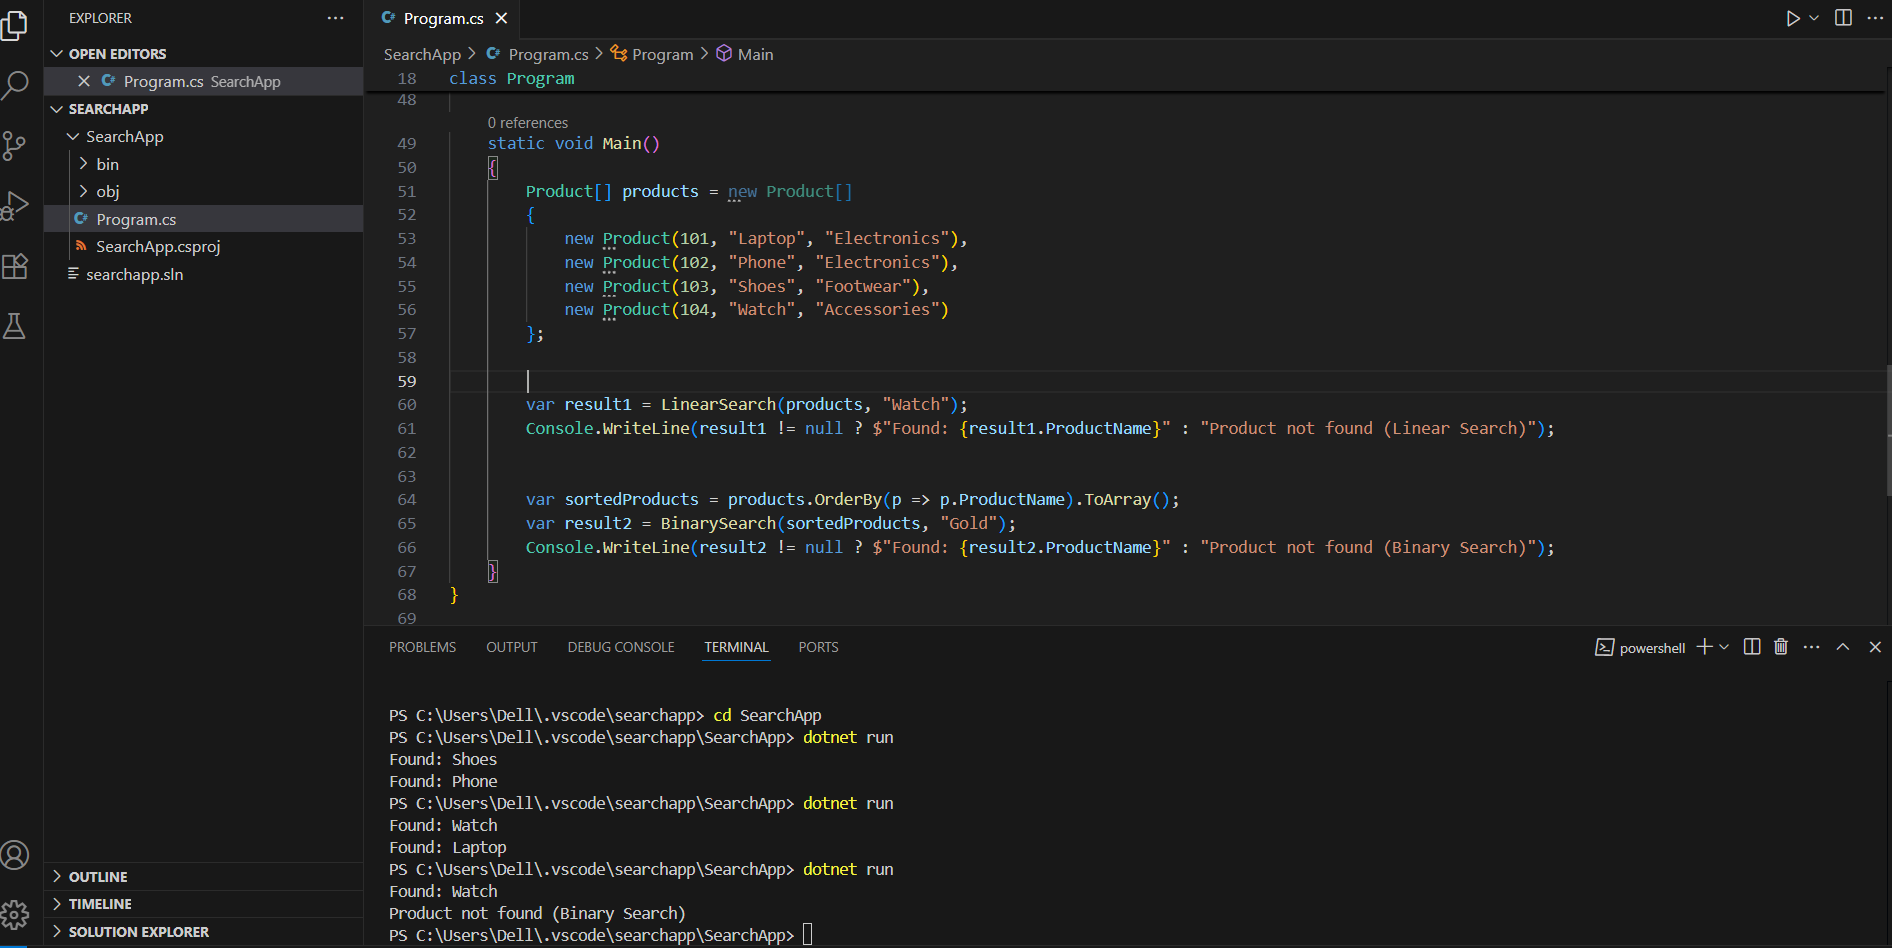 EXPLORER
OPEN EDITORS
Program.cs SearchApp
SEARCHAPP
SearchApp
bin
obj
Program.cs
SearchApp.csproj
searchapp.sln
OUTLINE
TIMELINE
SOLUTION EXPLORER
Program.cs
SearchApp > Program.cs > Program > Main
18 class Program
48
0 references
49 static void Main()
50 {
51 Product[] products = new Product[]
52 {
53 new Product(101, "Laptop", "Electronics"),
54 new Product(102, "Phone", "Electronics"),
55 new Product(103, "Shoes", "Footwear"),
56 new Product(104, "Watch", "Accessories")
57 };
58
59
60 var result1 = LinearSearch(products, "Watch");
61 Console.WriteLine(result1 != null ? $"Found: {result1.ProductName}" : "Product not found (Linear Search)");
62
63
64 var sortedProducts = products.OrderBy(p => p.ProductName).ToArray();
65 var result2 = BinarySearch(sortedProducts, "Gold");
66 Console.WriteLine(result2 != null ? $"Found: {result2.ProductName}" : "Product not found (Binary Search)");
67 }
68 }
69
PROBLEMS OUTPUT DEBUG CONSOLE TERMINAL PORTS
powershell
PS C:\Users\Dell\.vscode\searchapp> cd SearchApp
PS C:\Users\Dell\.vscode\searchapp\SearchApp> dotnet run
Found: Shoes
Found: Phone
PS C:\Users\Dell\.vscode\searchapp\SearchApp> dotnet run
Found: Watch
Found: Laptop
PS C:\Users\Dell\.vscode\searchapp\SearchApp> dotnet run
Found: Watch
Product not found (Binary Search)
PS C:\Users\Dell\.vscode\searchapp\SearchApp>